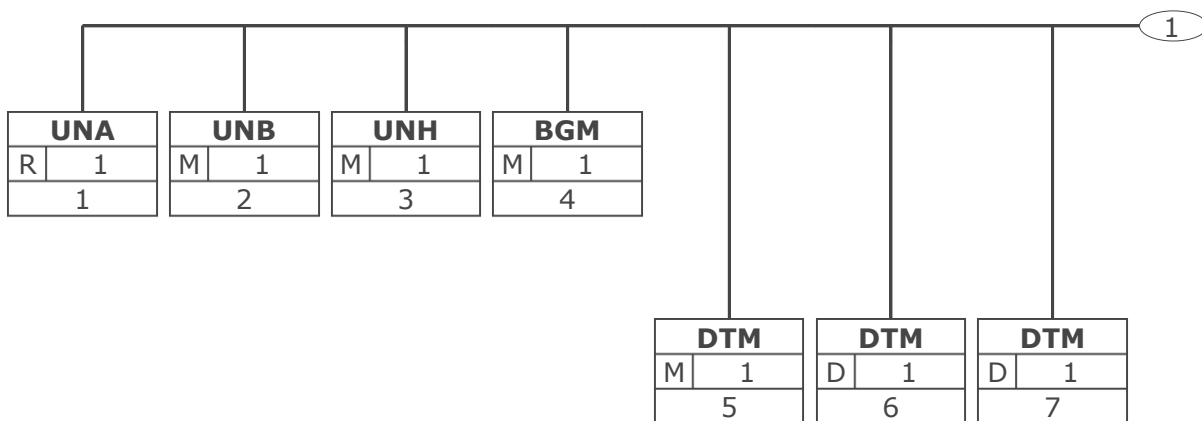 1
UNA UNB UNH BGM
R 1 M 1 M 1 M 1
1 2 3 4
DTM DTM DTM
M 1 D 1 D 1
5 6 7